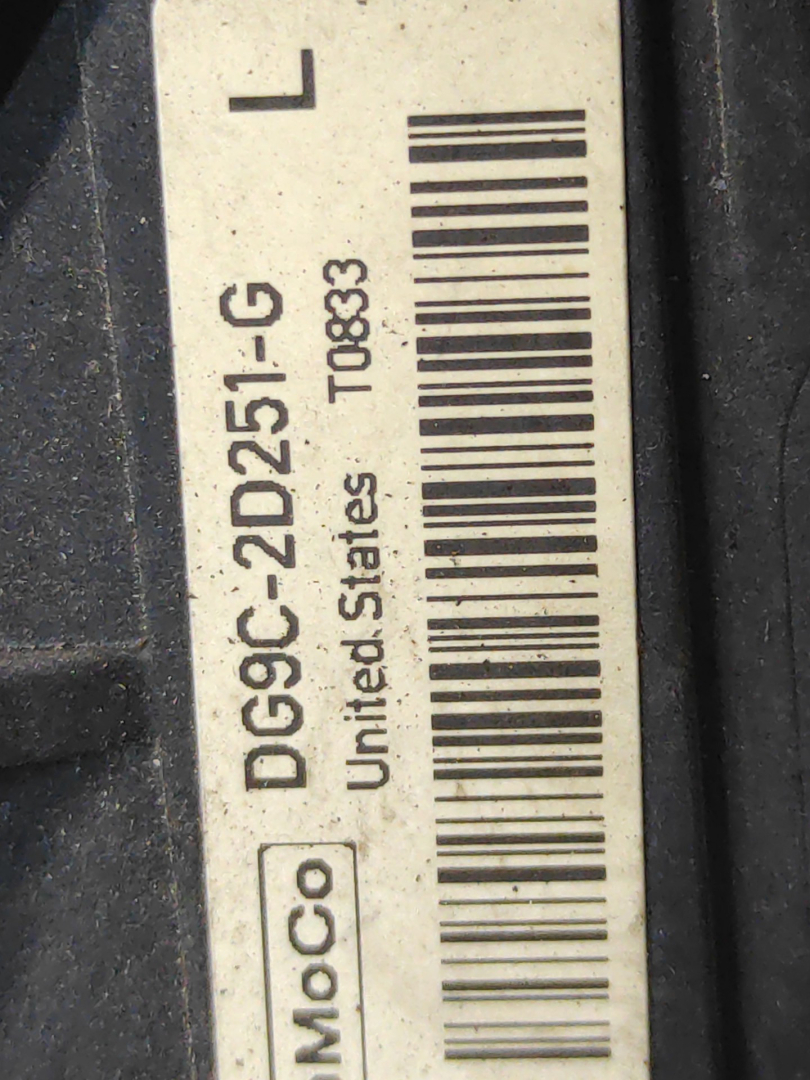 DG9C-2D251-G L
United States T0833
MoCo